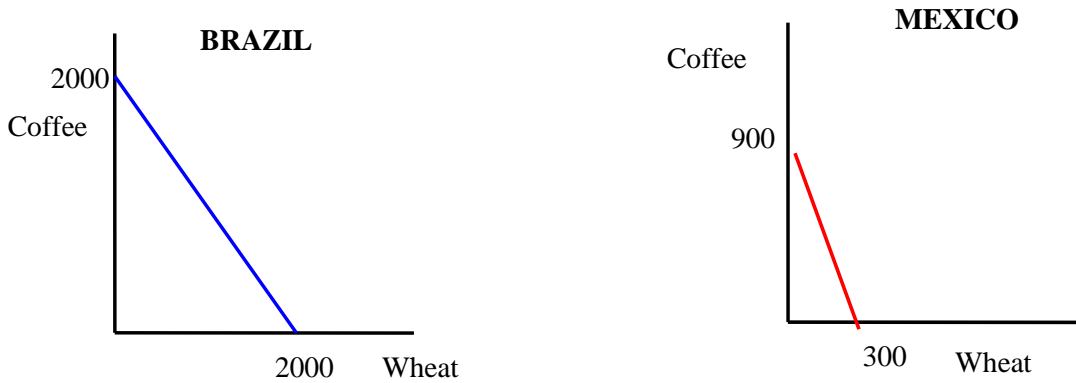 BRAZIL
2000
Coffee
2000 Wheat
MEXICO
Coffee
900
300 Wheat